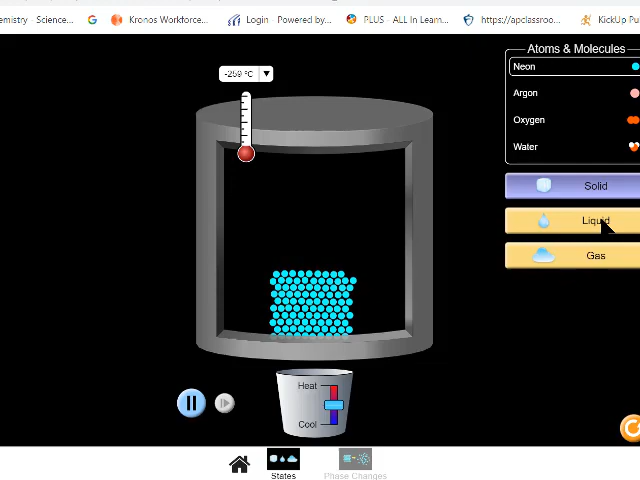 emistry - Science...
Kronos Workforce...
Login - Powered by...
PLUS - ALL In Learn...
https://apclassroo...
KickUp Pu
-259 °C
Atoms & Molecules
Neon
Argon
Oxygen
Water
Solid
Liquid
Gas
Heat
Cool
States
Phase Changes